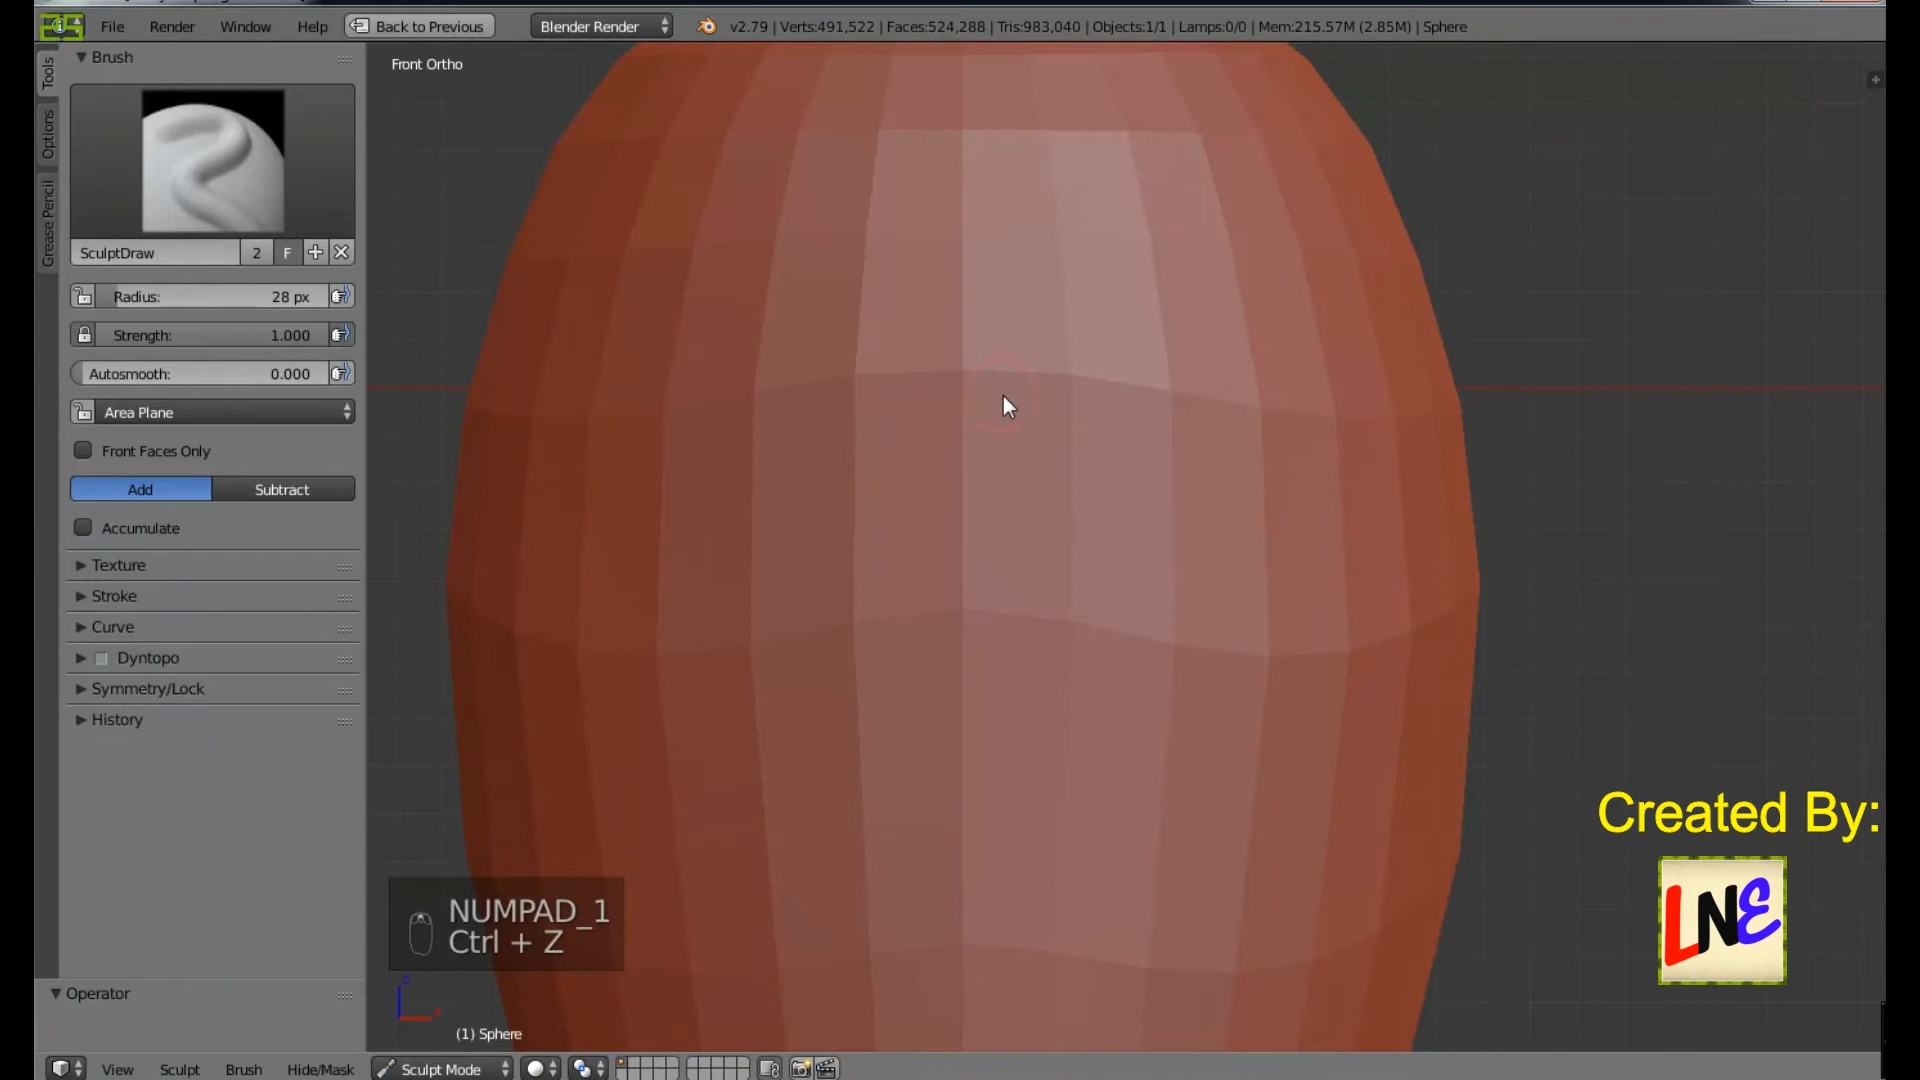 File Render Window Help Back to Previous Blender Render v2.79 | Verts:491,522 | Faces:524,288 | Tris:983,040 | Objects:1/1 | Lamps:0/0 | Mem:215.57M (2.85M) | Sphere
Tools
Options
Grease Pencil
Brush
SculptDraw 2 F
Radius: 28 px
Strength: 1.000
Autosmooth: 0.000
Area Plane
Front Faces Only
Add Subtract
Accumulate
Texture
Stroke
Curve
Dyntopo
Symmetry/Lock
History
Operator
Front Ortho
NUMPAD_1
Ctrl + Z
(1) Sphere
Created By:
LNE
View Sculpt Brush Hide/Mask Sculpt Mode